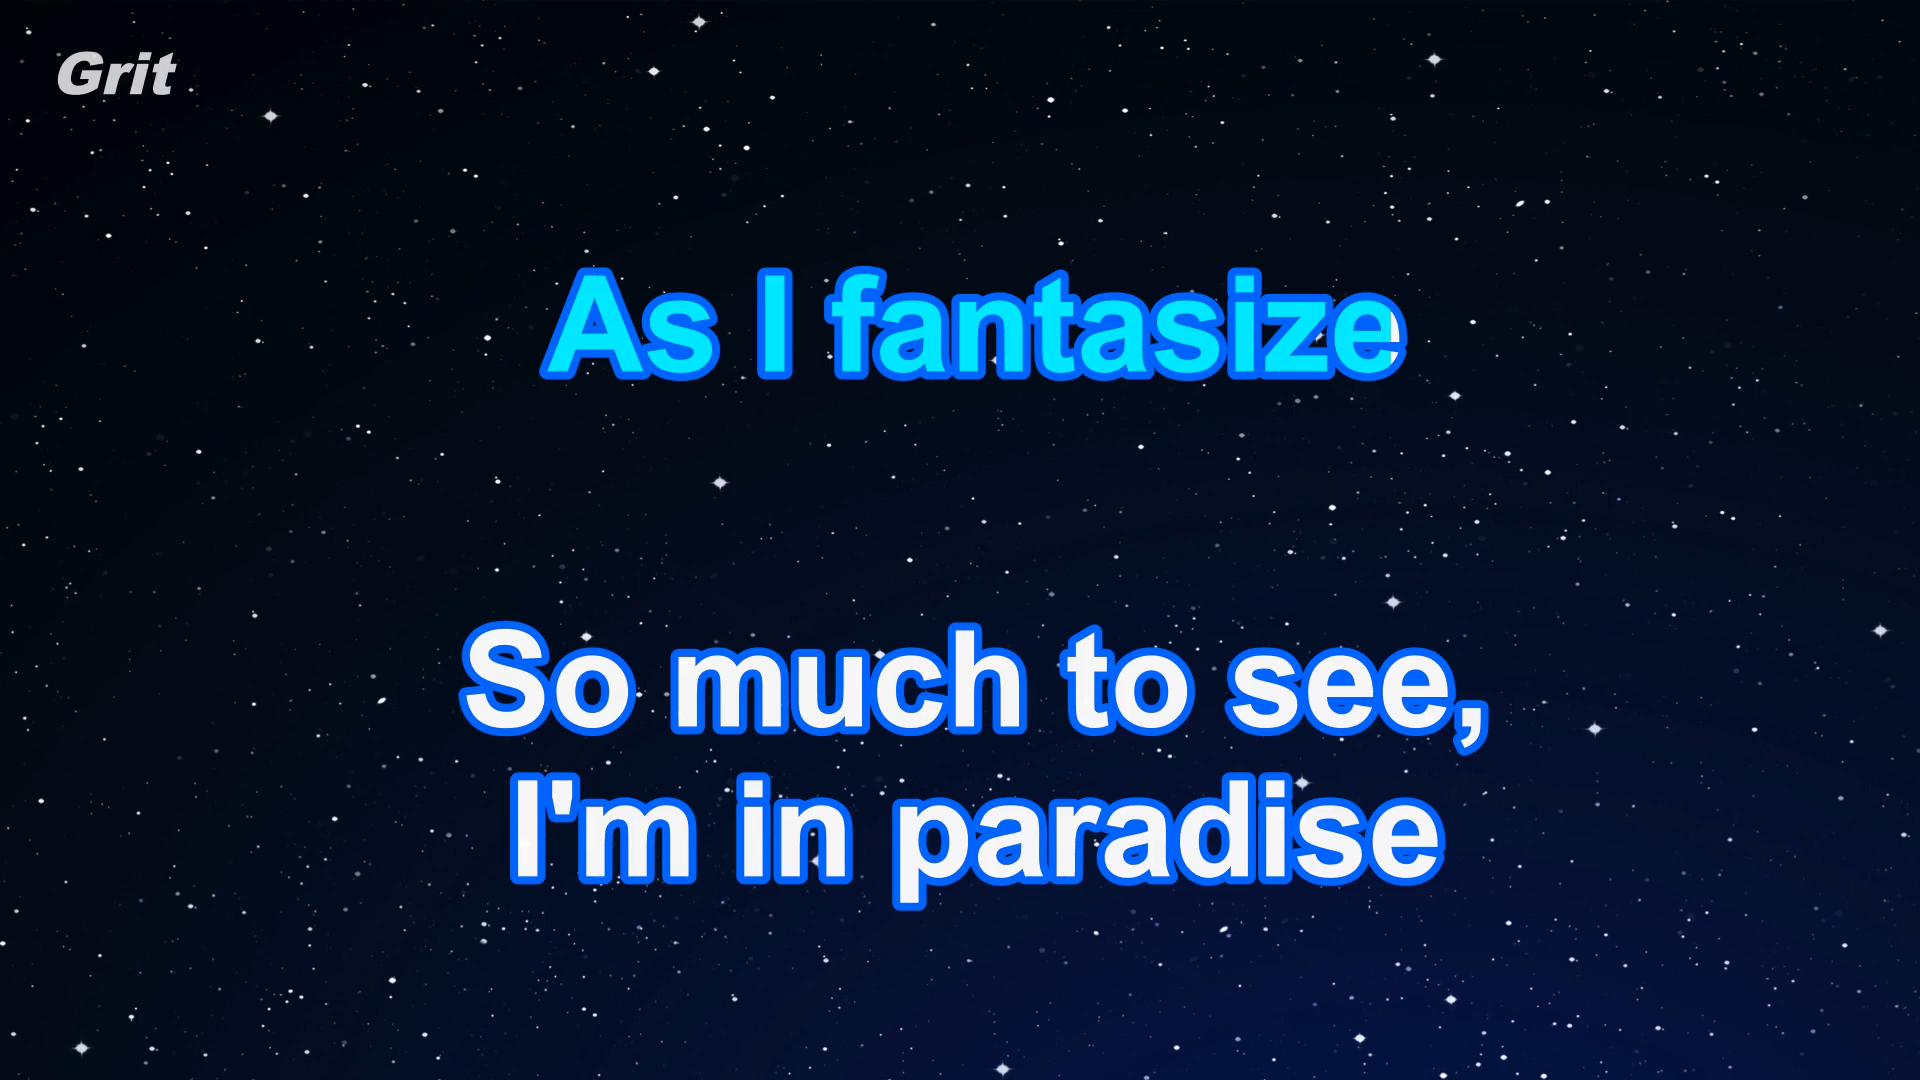 Grit
As I fantasize
So much to see,
I'm in paradise